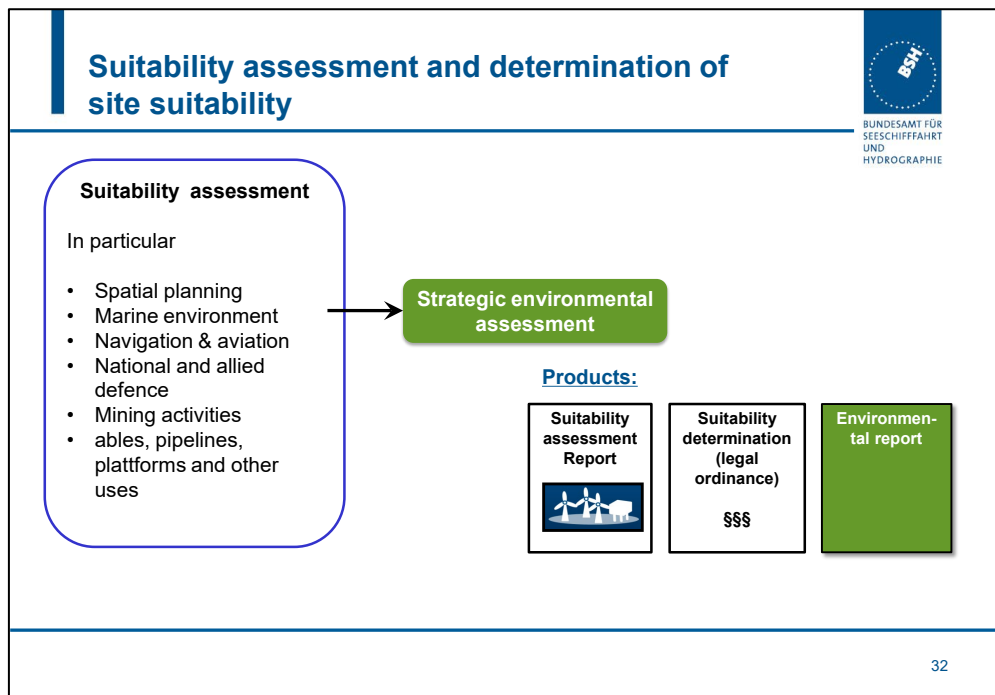 Suitability assessment and determination of
site suitability
BSH
BUNDESAMT FÜR
SEESCHIFFFAHRT
UND
HYDROGRAPHIE
Suitability assessment
In particular
• Spatial planning
• Marine environment
• Navigation & aviation
• National and allied
defence
• Mining activities
• ables, pipelines,
plattforms and other
uses
Strategic environmental
assessment
Products:
Suitability
assessment
Report
Suitability
determination
(legal
ordinance)
§§§
Environmen-
tal report
32